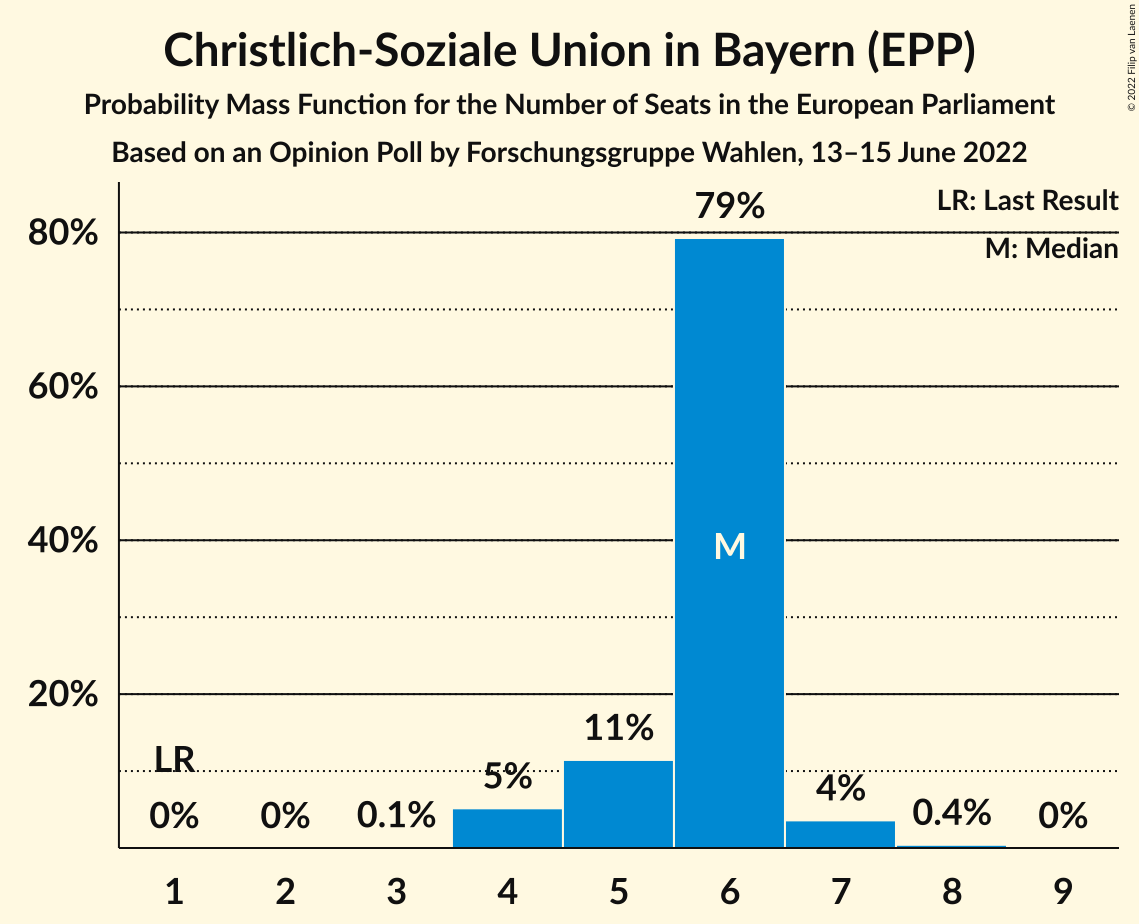 Christlich-Soziale Union in Bayern (EPP)
Probability Mass Function for the Number of Seats in the European Parliament
Based on an Opinion Poll by Forschungsgruppe Wahlen, 13–15 June 2022
© 2022 Filip van Laenen
LR: Last Result
M: Median
80%
60%
40%
20%
79%
M
11%
LR
5%
4%
0%
0%
0.1%
0.4%
0%
1 2 3 4 5 6 7 8 9